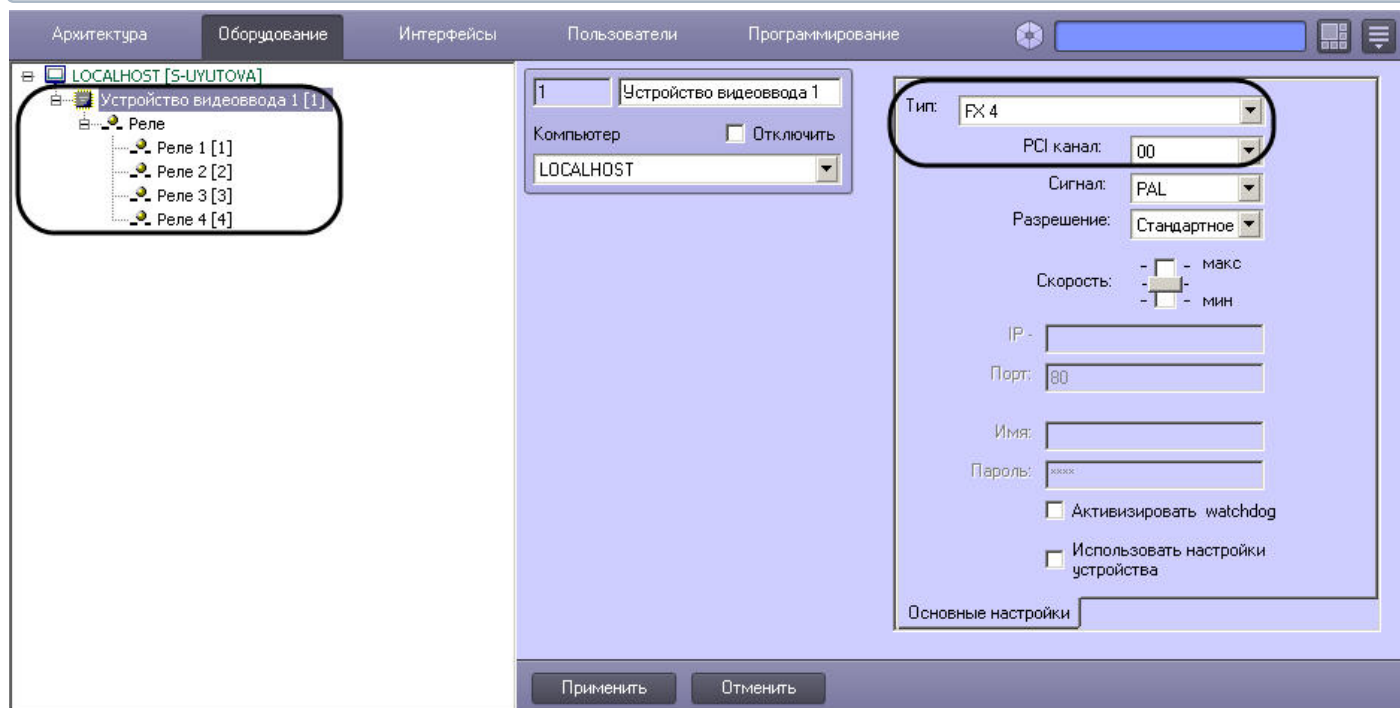 Архитектура Оборудование Интерфейсы Пользователи Программирование
LOCALHOST [S-UYUTOVA]
Устройство видеоввода 1 [1]
Реле
Реле 1 [1]
Реле 2 [2]
Реле 3 [3]
Реле 4 [4]
1 Устройство видеоввода 1
Компьютер Отключить
LOCALHOST
Тип: FX 4
PCI канал: 00
Сигнал: PAL
Разрешение: Стандартное
Скорость: - - макс
- -
- - мин
IP -
Порт: 80
Имя:
Пароль: ****
Активизировать watchdog
Использовать настройки
устройства
Основные настройки
Применить Отменить